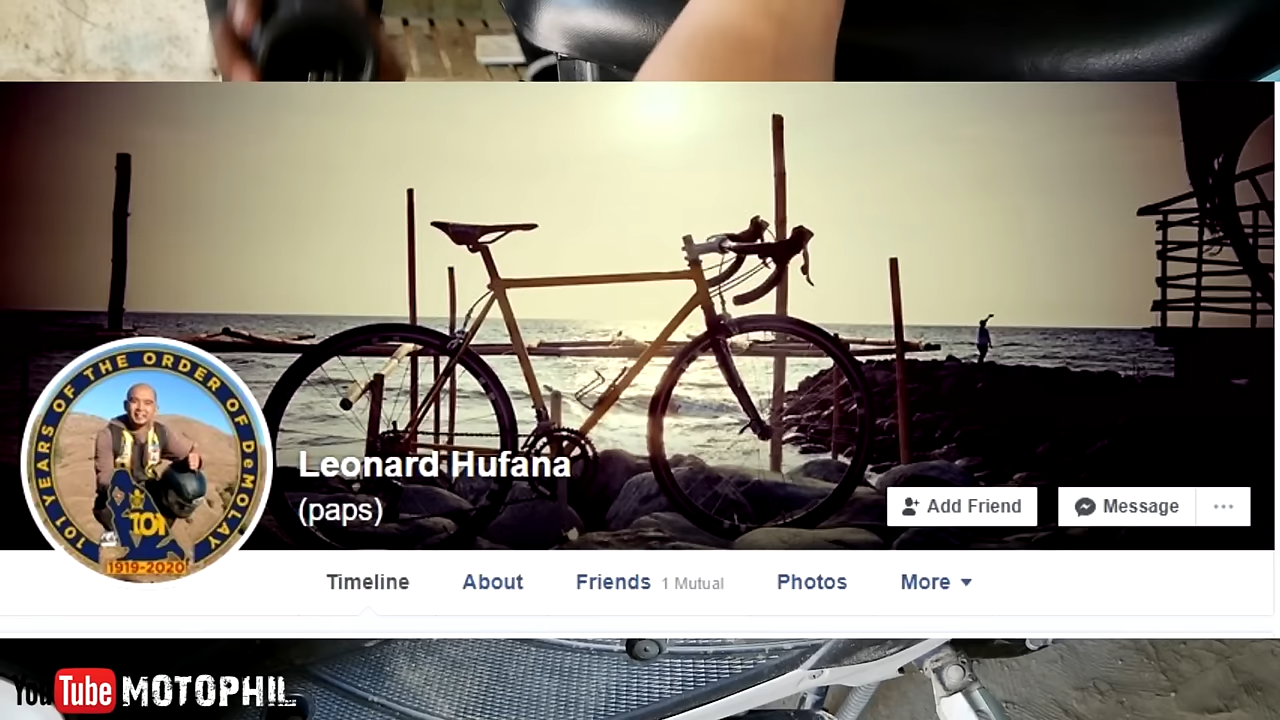 101 YEARS OF THE ORDER OF DeMOLAY
101
1919-2020
Leonard Hufana
(paps)
Add Friend
Message
Timeline
About
Friends 1 Mutual
Photos
More
YouTube MOTOPHIL